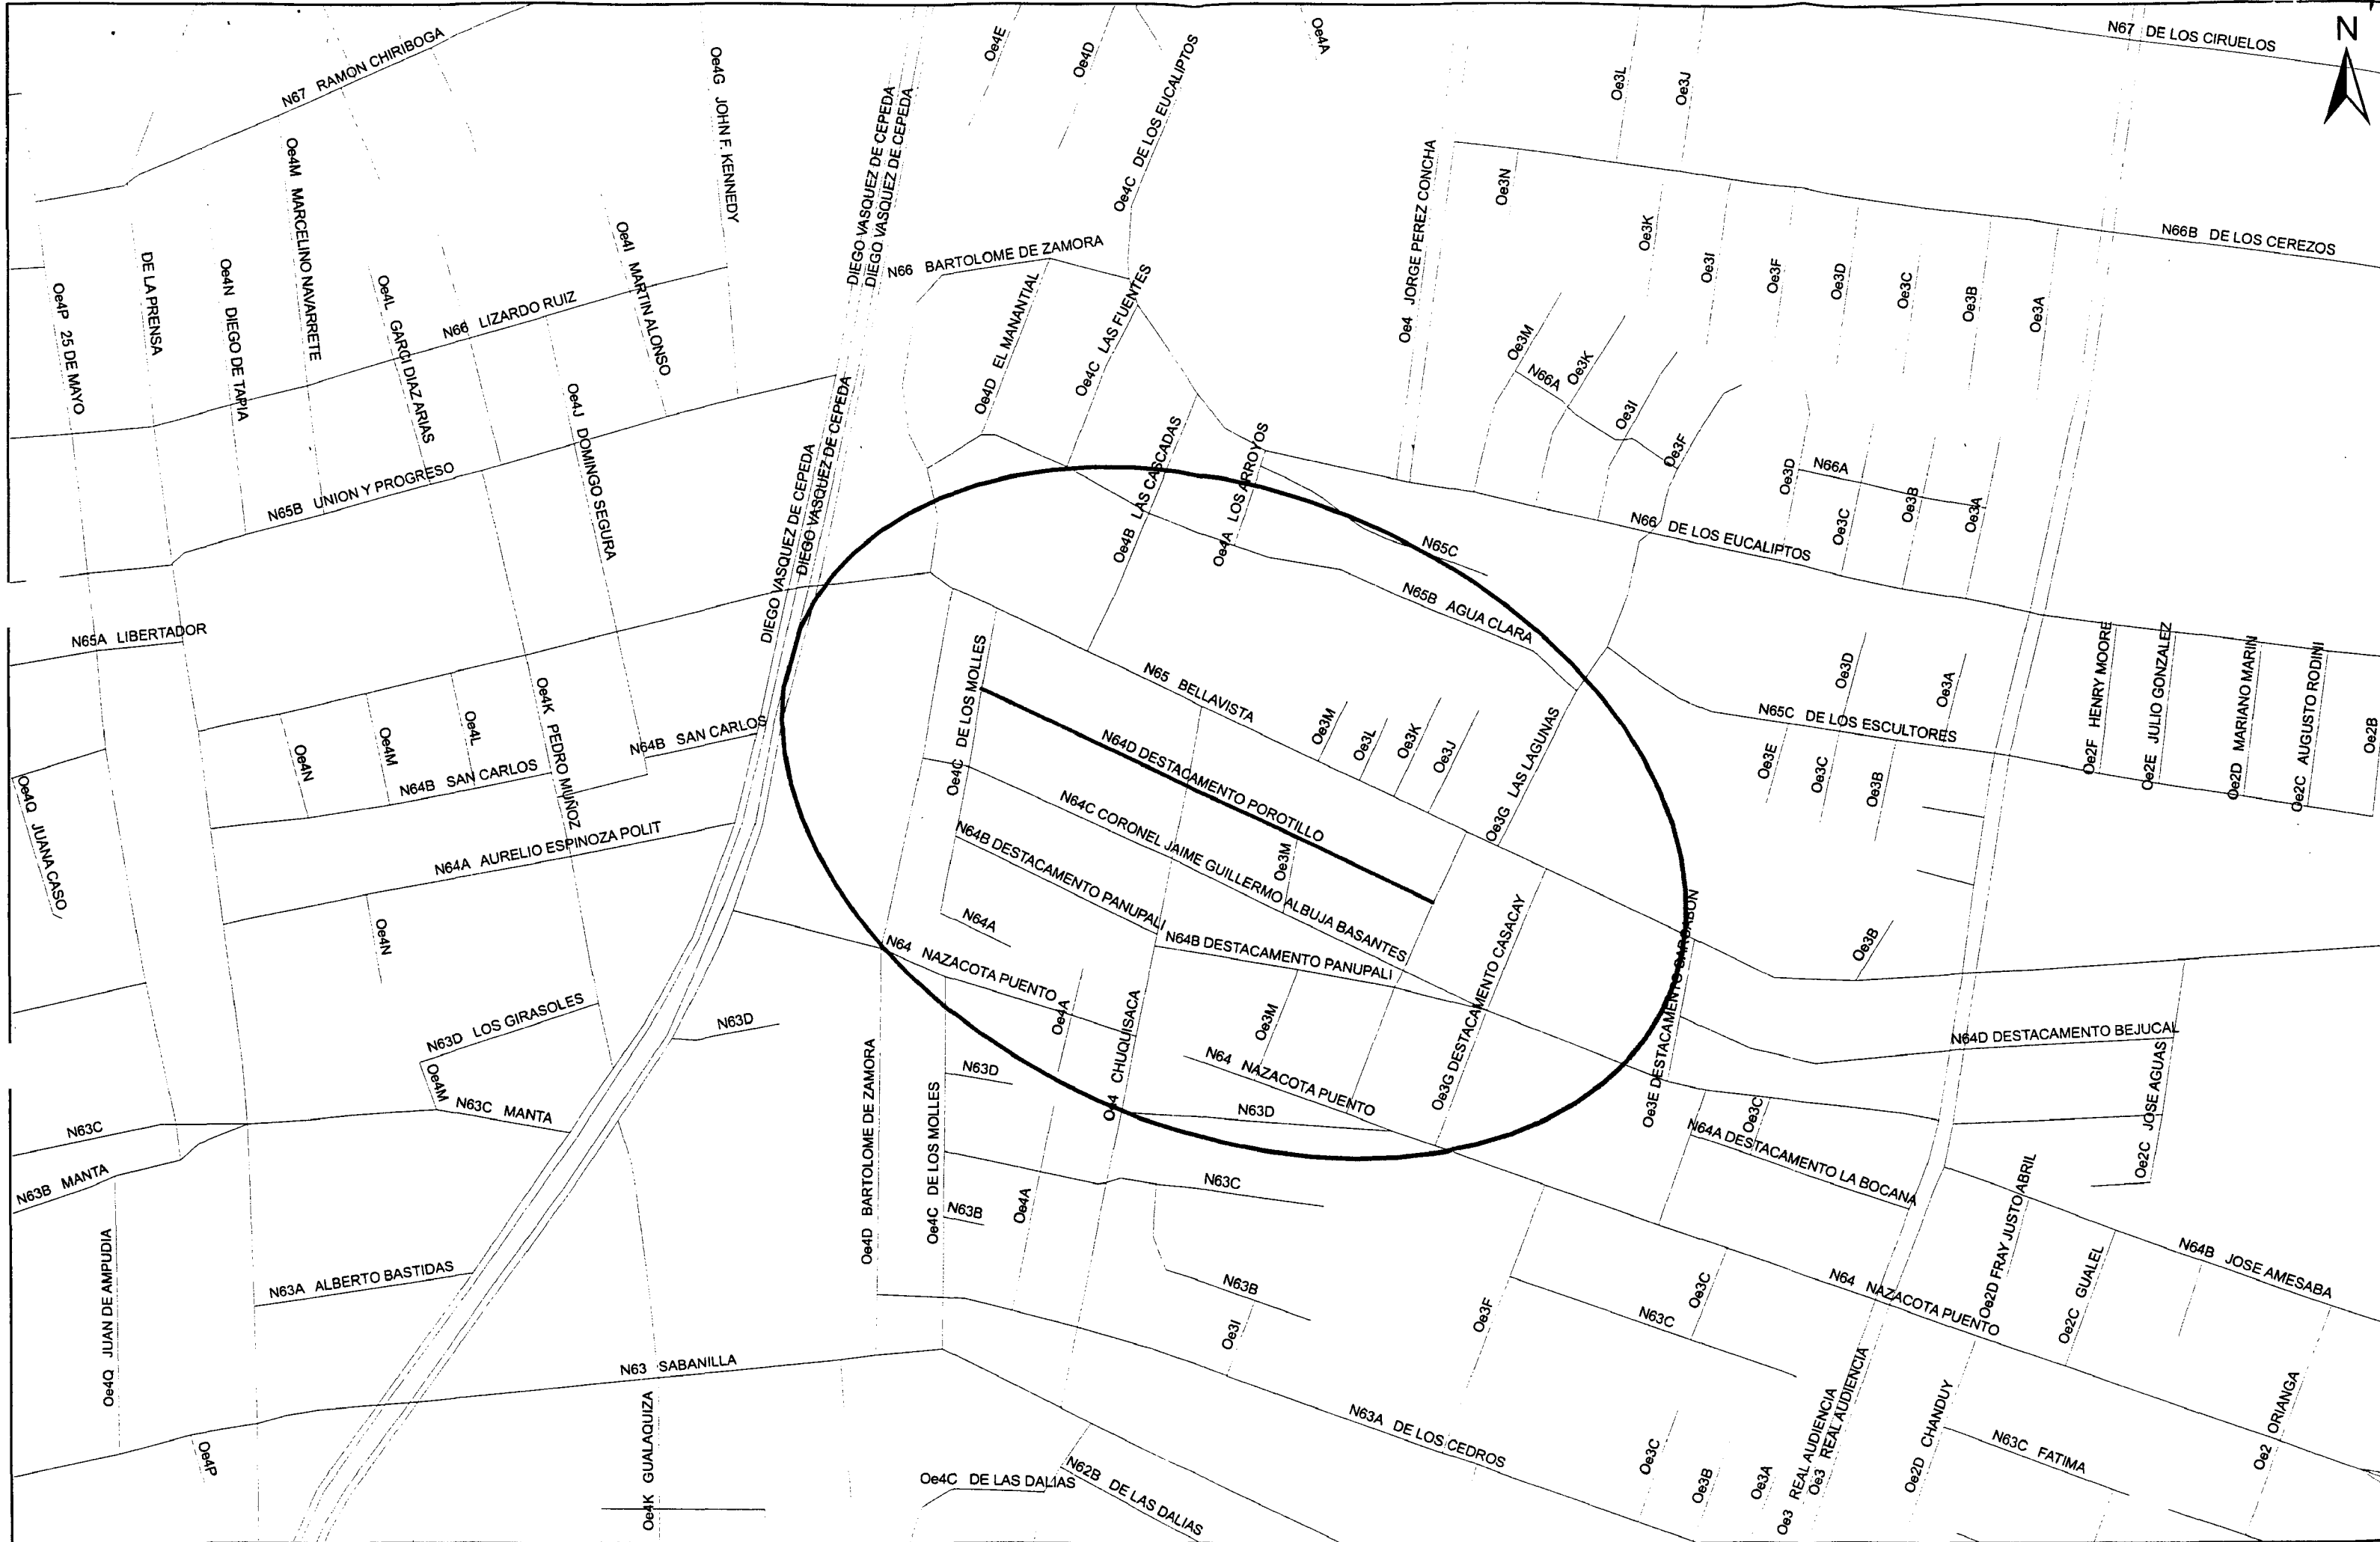 N67 DE LOS CIRUELOS
N
N67 RAMON CHIRIBOGA
Oe4G JOHN F. KENNEDY
Oe4E
Oe4D
Oe4C DE LOS EUCALIPTOS
Oe4A
Oe3L
Oe3J
DIEGO VASQUEZ DE CEPEDA
DIEGO VASQUEZ DE CEPEDA
Oe4M MARCELINO NAVARRETE
Oe4 JORGE PEREZ CONCHA
Oe3N
Oe3K
Oe3I
Oe3F
Oe3D
Oe3C
Oe3B
Oe3A
N66B DE LOS CEREZOS
Oe4P 25 DE MAYO
DE LA PRENSA
Oe4N DIEGO DE TAPIA
Oe4L GARCI DIAZ ARIAS
N66 LIZARDO RUIZ
Oe4I MARTIN ALONSO
N66 BARTOLOME DE ZAMORA
Oe4D EL MANANTIAL
Oe4C LAS FUENTES
Oe3M
N66A
Oe3K
Oe3I
Oe3F
Oe4J DOMINGO SEGURA
DIEGO VASQUEZ DE CEPEDA
DIEGO VASQUEZ DE CEPEDA
N65B UNION Y PROGRESO
Oe4B LAS CASCADAS
Oe4A LOS ARROYOS
N65C
N66 DE LOS EUCALIPTOS
Oe3D
N66A
Oe3C
Oe3B
Oe3A
N65A LIBERTADOR
N65B AGUA CLARA
Oe4C DE LOS MOLLES
N65 BELLAVISTA
Oe3M
Oe3L
Oe3K
Oe3J
Oe3G LAS LAGUNAS
Oe3D
Oe3A
N65C DE LOS ESCULTORES
Oe3E
Oe3C
Oe3B
Oe2F HENRY MOORE
Oe2E JULIO GONZALEZ
Oe2D MARIANO MARIN
Oe2C AUGUSTO RODINI
Oe2B
Oe4N
Oe4M
Oe4L
Oe4K PEDRO MUÑOZ
N64B SAN CARLOS
N64B SAN CARLOS
N64D DESTACAMENTO POROTILLO
N64C CORONEL JAIME GUILLERMO ALBUJA BASANTES
Oe3M
N64B DESTACAMENTO PANUPALI
N64B DESTACAMENTO PANUPALI
Oe4Q JUANA CASO
N64A AURELIO ESPINOZA POLIT
Oe4N
N64A
N64 NAZACOTA PUENTO
Oe4A
Oe3M
Oe3G DESTACAMENTO CASACAY
Oe3E DESTACAMENTO CARCABON
Oe3B
N64D DESTACAMENTO BEJUCAL
N63D LOS GIRASOLES
Oe4M
N63C MANTA
N63D
Oe4D BARTOLOME DE ZAMORA
Oe4C DE LOS MOLLES
N63D
Oe4 CHUQUISACA
N64 NAZACOTA PUENTO
N63D
Oe3C
N64A DESTACAMENTO LA BOCANA
Oe2C JOSE AGUAS
N63C
N63B MANTA
Oe4Q JUAN DE AMPUDIA
N63A ALBERTO BASTIDAS
N63B
Oe4A
N63C
N63B
Oe3I
Oe3F
Oe3C
N63C
N64 NAZACOTA PUENTO
Oe2D FRAY JUSTO ABRIL
Oe2C GUALEL
N64B JOSE AMESABA
N63 SABANILLA
Oe4K GUALAQUIZA
Oe4P
N63A DE LOS CEDROS
Oe4C DE LAS DALIAS
N62B DE LAS DALIAS
Oe3C
Oe3B
Oe3A
Oe3 REAL AUDIENCIA
Oe3 REAL AUDIENCIA
Oe2D CHANDUY
N63C FATIMA
Oe2 ORIANGA